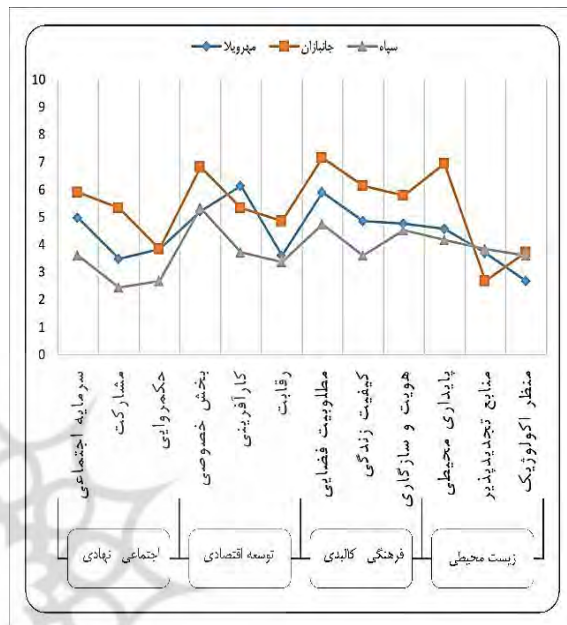 مهرویلا جانبازان سپاه
10
9
8
7
6
5
4
3
2
1
0
سرمایه اجتماعی
مشارکت
حکمروایی
بخش خصوصی
کارآفرینی
رقابت
مطلوبیت فضایی
کیفیت زندگی
هویت و سازگاری
پایداری محیطی
منابع تجدیدپذیر
منظر اکولوژیک
اجتماعی نهادی
توسعه اقتصادی
فرهنگی کالبدی
زیست محیطی